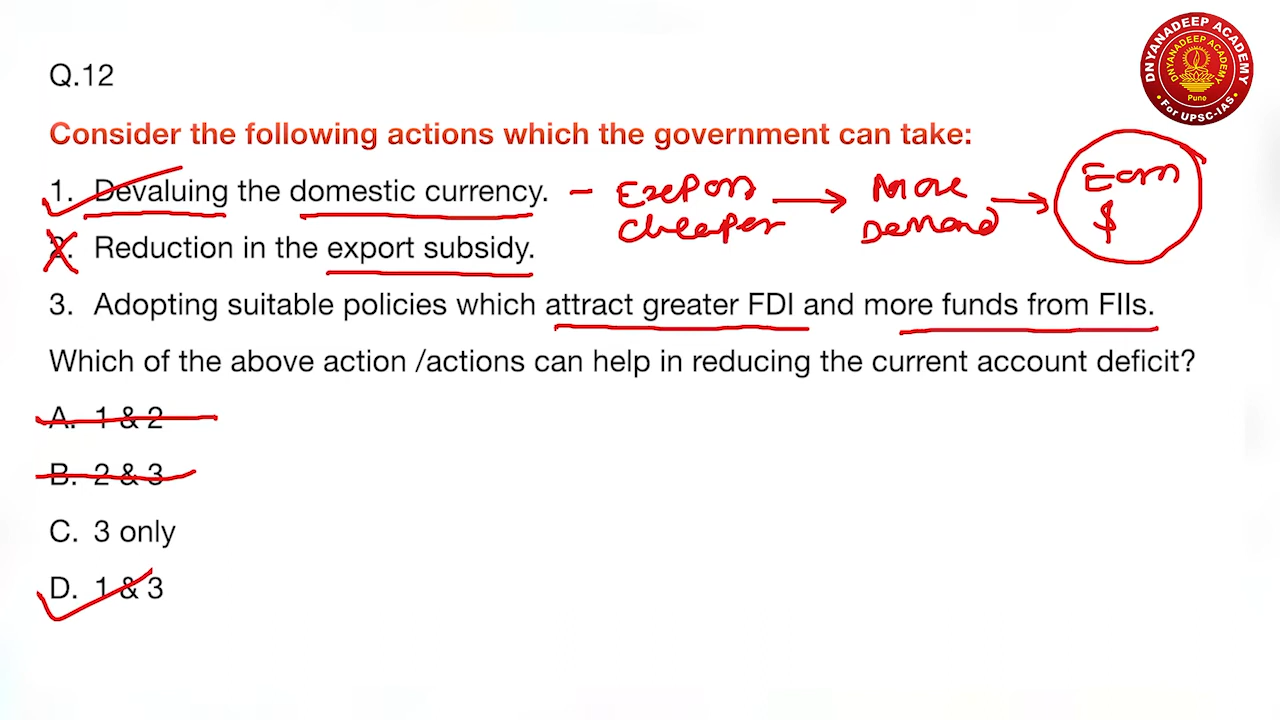 DNYANADEEP ACADEMY
DNYANADEEP ACADEMY
Pune
• For UPSC-IAS •
Q.12
Consider the following actions which the government can take:
1. Devaluing the domestic currency. – Exepors Cheaper → More Demand → Earn $
2. Reduction in the export subsidy.
3. Adopting suitable policies which attract greater FDI and more funds from FIIs.
Which of the above action /actions can help in reducing the current account deficit?
A. 1 & 2
B. 2 & 3
C. 3 only
D. 1 & 3